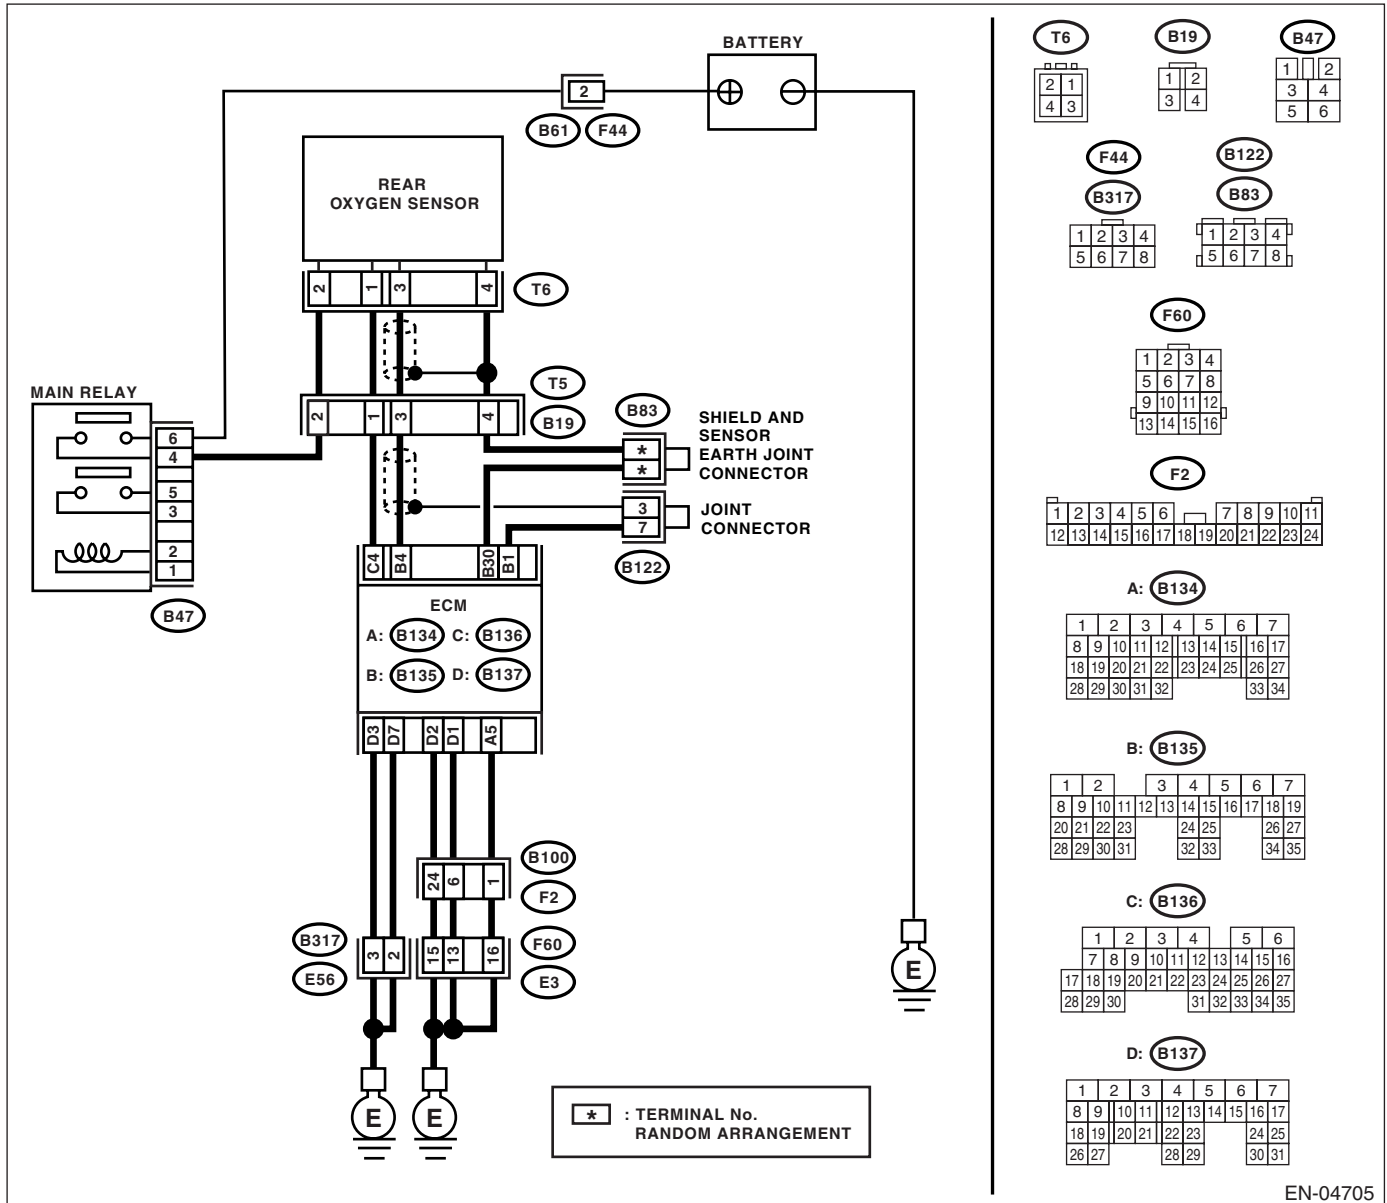 BATTERY
2
B61 F44
REAR
OXYGEN SENSOR
2 1 3 4
T6
MAIN RELAY
6
4
5
3
2
1
B47
2 1 3 4
T5
B19
B83
*
*
SHIELD AND
SENSOR
EARTH JOINT
CONNECTOR
3
7
JOINT
CONNECTOR
B122
C4 B4 B30 B1
ECM
A: B134 C: B136
B: B135 D: B137
D3 D7 D2 D1 A5
24 6 1
B100
F2
B317
E56
3 2
15 13 16
F60
E3
E
E
E
* : TERMINAL No.
RANDOM ARRANGEMENT
T6
2 1
4 3
B19
1 2
3 4
B47
1 2
3 4
5 6
F44
B317
1 2 3 4
5 6 7 8
B122
B83
1 2 3 4
5 6 7 8
F60
1 2 3 4
5 6 7 8
9 10 11 12
13 14 15 16
F2
1 2 3 4 5 6 7 8 9 10 11
12 13 14 15 16 17 18 19 20 21 22 23 24
A: B134
1 2 3 4 5 6 7
8 9 10 11 12 13 14 15 16 17
18 19 20 21 22 23 24 25 26 27
28 29 30 31 32 33 34
B: B135
1 2 3 4 5 6 7
8 9 10 11 12 13 14 15 16 17 18 19
20 21 22 23 24 25 26 27
28 29 30 31 32 33 34 35
C: B136
1 2 3 4 5 6
7 8 9 10 11 12 13 14 15 16
17 18 19 20 21 22 23 24 25 26 27
28 29 30 31 32 33 34 35
D: B137
1 2 3 4 5 6 7
8 9 10 11 12 13 14 15 16 17
18 19 20 21 22 23 24 25
26 27 28 29 30 31
EN-04705